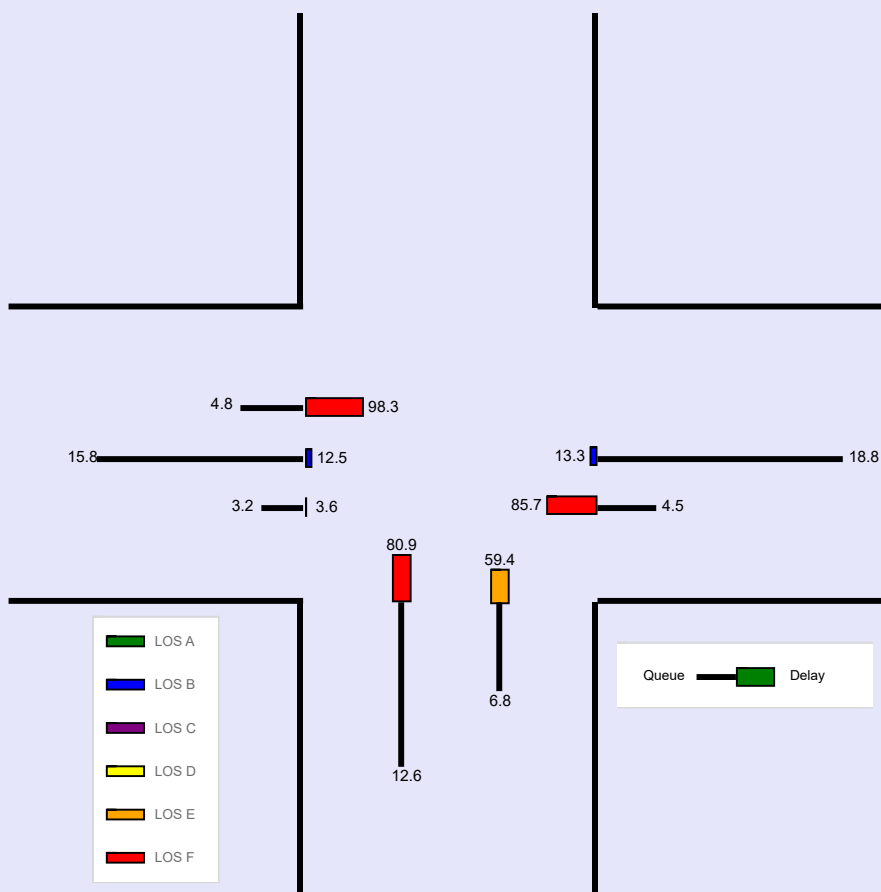 4.8 98.3
15.8 12.5 13.3 18.8
3.2 3.6 85.7 4.5
80.9 59.4
6.8
12.6
LOS A
LOS B
LOS C
LOS D
LOS E
LOS F
Queue Delay